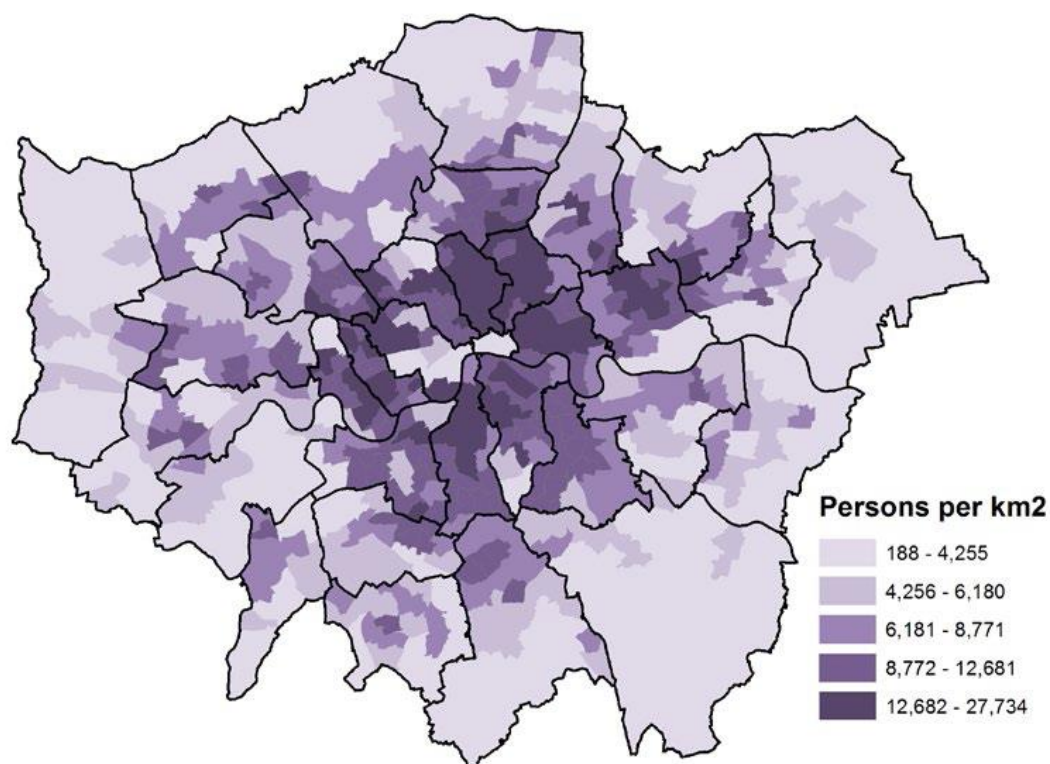 Persons per km2
188 - 4,255
4,256 - 6,180
6,181 - 8,771
8,772 - 12,681
12,682 - 27,734